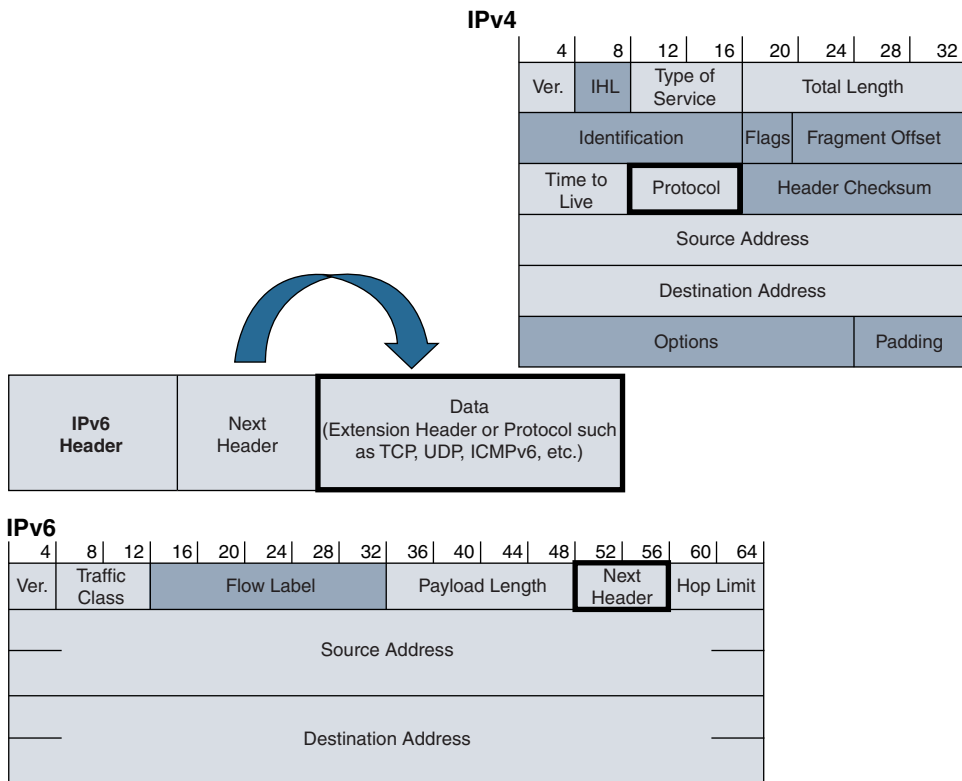 IPv4
4 8 12 16 20 24 28 32
Ver. IHL Type of Service Total Length
Identification Flags Fragment Offset
Time to Live Protocol Header Checksum
Source Address
Destination Address
Options Padding
IPv6 Header Next Header Data
(Extension Header or Protocol such
as TCP, UDP, ICMPv6, etc.)
IPv6
4 8 12 16 20 24 28 32 36 40 44 48 52 56 60 64
Ver. Traffic Class Flow Label Payload Length Next Header Hop Limit
Source Address
Destination Address